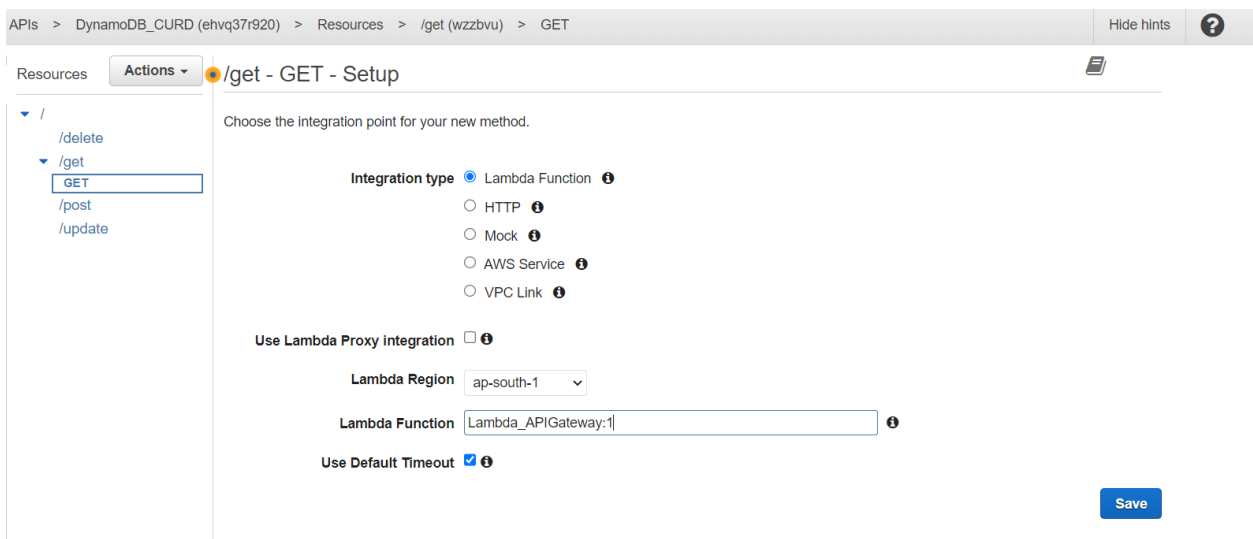 APIs > DynamoDB_CURD (ehvq37r920) > Resources > /get (wzzbvu) > GET Hide hints ?
Resources Actions /get - GET - Setup
/
/delete
/get
GET
/post
/update
Choose the integration point for your new method.
Integration type Lambda Function
HTTP
Mock
AWS Service
VPC Link
Use Lambda Proxy integration
Lambda Region ap-south-1
Lambda Function Lambda_APIGateway:1
Use Default Timeout
Save